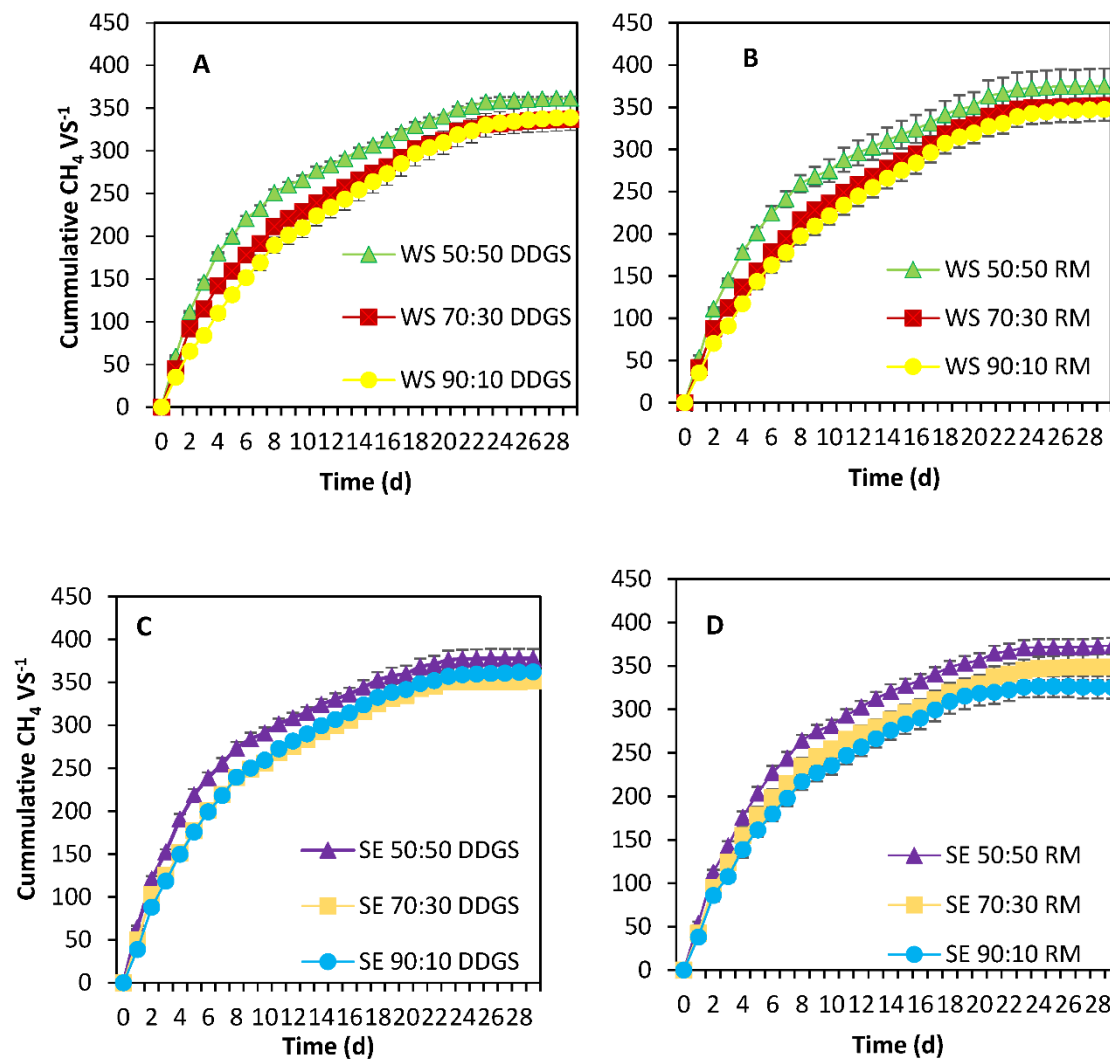 450
400
350
300
250
200
150
100
50
0
Cummulative CH4 VS-1
A
WS 50:50 DDGS
WS 70:30 DDGS
WS 90:10 DDGS
0 2 4 6 8 10 12 14 16 18 20 22 24 26 28
Time (d)
450
400
350
300
250
200
150
100
50
0
B
WS 50:50 RM
WS 70:30 RM
WS 90:10 RM
0 2 4 6 8 10 12 14 16 18 20 22 24 26 28
Time (d)
450
400
350
300
250
200
150
100
50
0
Cummulative CH4 VS-1
C
SE 50:50 DDGS
SE 70:30 DDGS
SE 90:10 DDGS
0 2 4 6 8 10 12 14 16 18 20 22 24 26 28
Time (d)
450
400
350
300
250
200
150
100
50
0
D
SE 50:50 RM
SE 70:30 RM
SE 90:10 RM
0 2 4 6 8 10 12 14 16 18 20 22 24 26 28
Time (d)